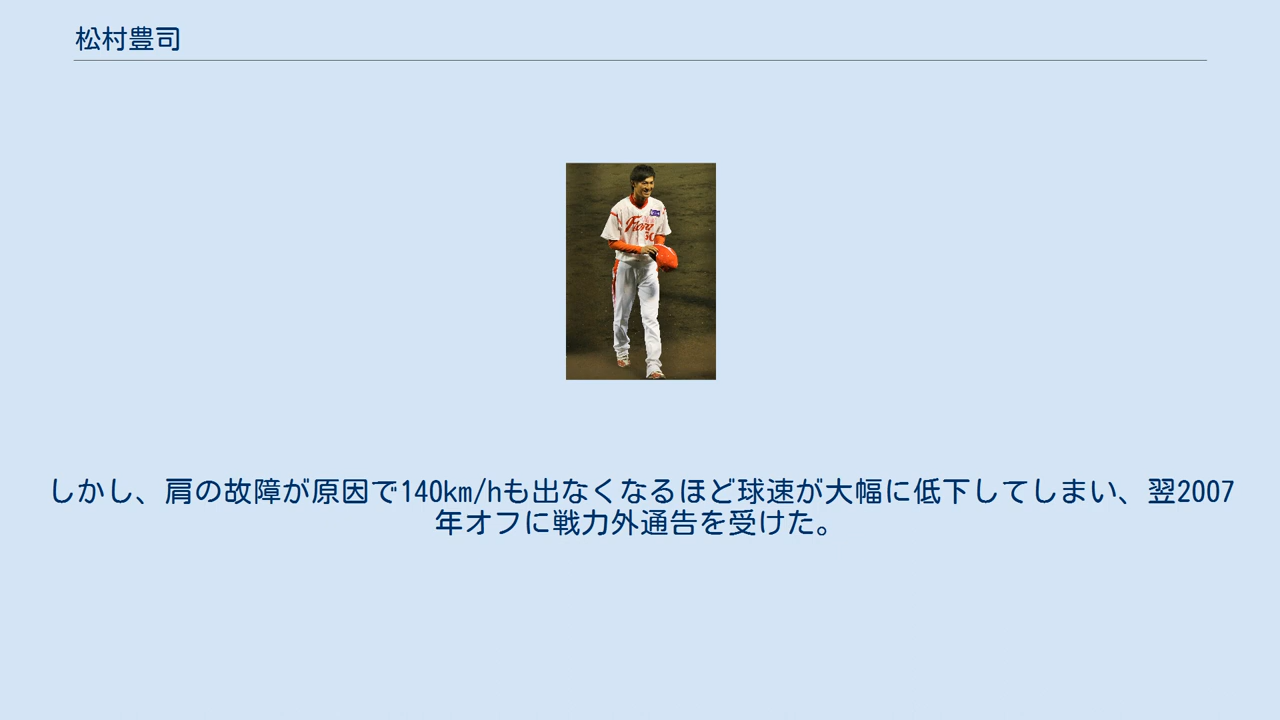 松村豊司
しかし、肩の故障が原因で140km/hも出なくなるほど球速が大幅に低下してしまい、翌2007
年オフに戦力外通告を受けた。